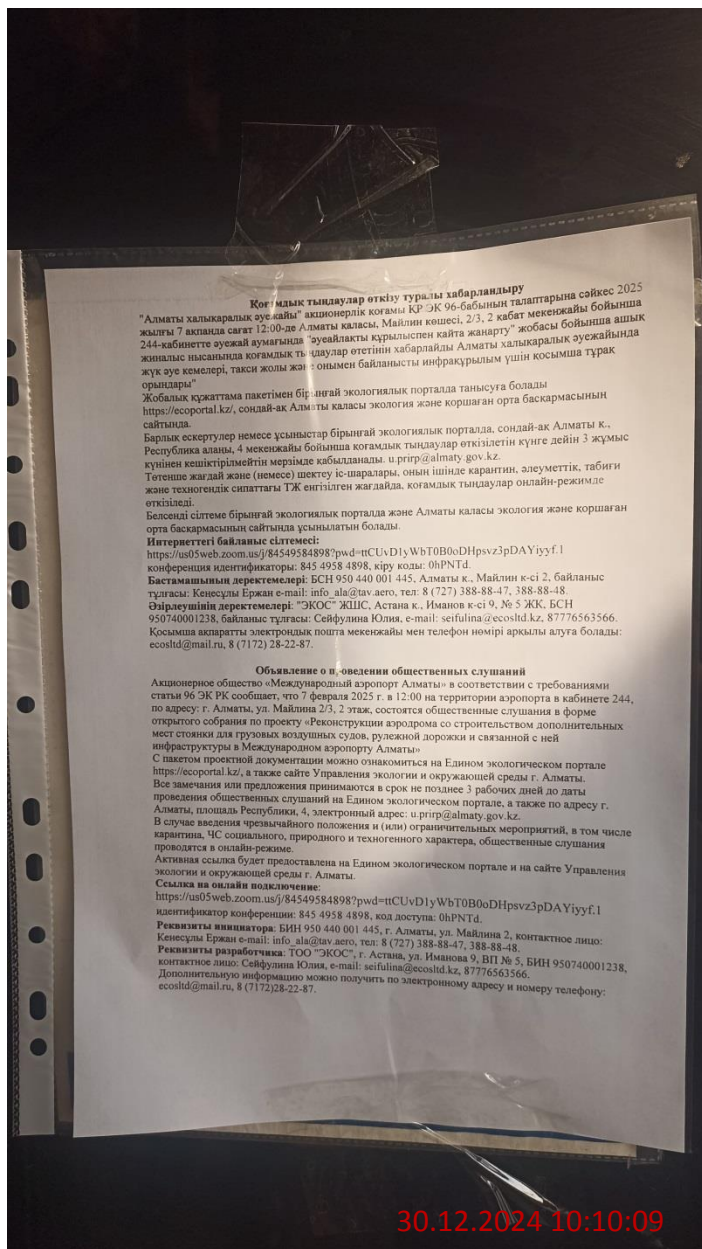 Қоғамдық тыңдаулар өткізу туралы хабарландыру
"Алматы халықаралық әуежайы" акционерлік қоғамы ҚР ЭК 96-бабының талаптарына сәйкес 2025
жылғы 7 ақпанда сағат 12:00-де Алматы қаласы, Майлин көшесі, 2/3, 2 қабат мекенжайы бойынша
244-кабинетте әуежай аумағында "әуеайлақты құрылыспен қайта жаңарту" жобасы бойынша ашық
жиналыс нысанында қоғамдық тыңдаулар өтетінін хабарлайды Алматы халықаралық әуежайында
жүк әуе кемелері, такси жолы және онымен байланысты инфрақұрылым үшін қосымша тұрақ
орындары"
Жобалық құжаттама пакетімен бірыңғай экологиялық порталда танысуға болады
https://ecoportal.kz/, сондай-ақ Алматы қаласы экология және қоршаған орта басқармасының
сайтында.
Барлық ескертулер немесе ұсыныстар бірыңғай экологиялық порталда, сондай-ақ Алматы қ.,
Республика алаңы, 4 мекенжайы бойынша қоғамдық тыңдаулар өткізілетін күнге дейін 3 жұмыс
күнінен кешіктірілмейтін мерзімде қабылданады. u.prirp@almaty.gov.kz.
Төтенше жағдай және (немесе) шектеу іс-шаралары, оның ішінде карантин, әлеуметтік, табиғи
және техногендік сипаттағы ТЖ енгізілген жағдайда, қоғамдық тыңдаулар онлайн-режимде
өткізіледі.
Белсенді сілтеме бірыңғай экологиялық порталда және Алматы қаласы экология және қоршаған
орта басқармасының сайтында ұсынылатын болады.
Интернеттегі байланыс сілтемесі:
https://us05web.zoom.us/j/84549584898?pwd=ttCUvD1yWbT0B0oDHpsvz3pDAYiyyf.1
конференция идентификаторы: 845 4958 4898, кіру коды: 0hPNTd.
Бастамашының деректемелері: БСН 950 440 001 445, Алматы қ., Майлин к-сі 2, байланыс
тұлғасы: Кеңесұлы Ержан e-mail: info_ala@tav.aero, тел: 8 (727) 388-88-47, 388-88-48.
Әзірлеушінің деректемелері: "ЭКОС" ЖШС, Астана қ., Иманов к-сі 9, № 5 ЖК, БСН
950740001238, байланыс тұлғасы: Сейфулина Юлия, e-mail: seifulina@ecosltd.kz, 87776563566.
Қосымша ақпаратты электрондық пошта мекенжайы мен телефон нөмірі арқылы алуға болады:
ecosltd@mail.ru, 8 (7172) 28-22-87.
Объявление о проведении общественных слушаний
Акционерное общество «Международный аэропорт Алматы» в соответствии с требованиями
статьи 96 ЭК РК сообщает, что 7 февраля 2025 г. в 12:00 на территории аэропорта в кабинете 244,
по адресу: г. Алматы, ул. Майлина 2/3, 2 этаж, состоятся общественные слушания в форме
открытого собрания по проекту «Реконструкции аэродрома со строительством дополнительных
мест стоянки для грузовых воздушных судов, рулежной дорожки и связанной с ней
инфраструктуры в Международном аэропорту Алматы»
С пакетом проектной документации можно ознакомиться на Едином экологическом портале
https://ecoportal.kz/, а также сайте Управления экологии и окружающей среды г. Алматы.
Все замечания или предложения принимаются в срок не позднее 3 рабочих дней до даты
проведения общественных слушаний на Едином экологическом портале, а также по адресу г.
Алматы, площадь Республики, 4, электронный адрес: u.prirp@almaty.gov.kz.
В случае введения чрезвычайного положения и (или) ограничительных мероприятий, в том числе
карантина, ЧС социального, природного и техногенного характера, общественные слушания
проводятся в онлайн-режиме.
Активная ссылка будет предоставлена на Едином экологическом портале и на сайте Управления
экологии и окружающей среды г. Алматы.
Ссылка на онлайн подключение:
https://us05web.zoom.us/j/84549584898?pwd=ttCUvD1yWbT0B0oDHpsvz3pDAYiyyf.1
идентификатор конференции: 845 4958 4898, код доступа: 0hPNTd.
Реквизиты инициатора: БИН 950 440 001 445, г. Алматы, ул. Майлина 2, контактное лицо:
Кенесулы Ержан e-mail: info_ala@tav.aero, тел: 8 (727) 388-88-47, 388-88-48.
Реквизиты разработчика: ТОО "ЭКОС", г. Астана, ул. Иманова 9, ВП № 5, БИН 950740001238,
контактное лицо: Сейфулина Юлия, e-mail: seifulina@ecosltd.kz, 87776563566.
Дополнительную информацию можно получить по электронному адресу и номеру телефону:
ecosltd@mail.ru, 8 (7172)28-22-87.
30.12.2024 10:10:09